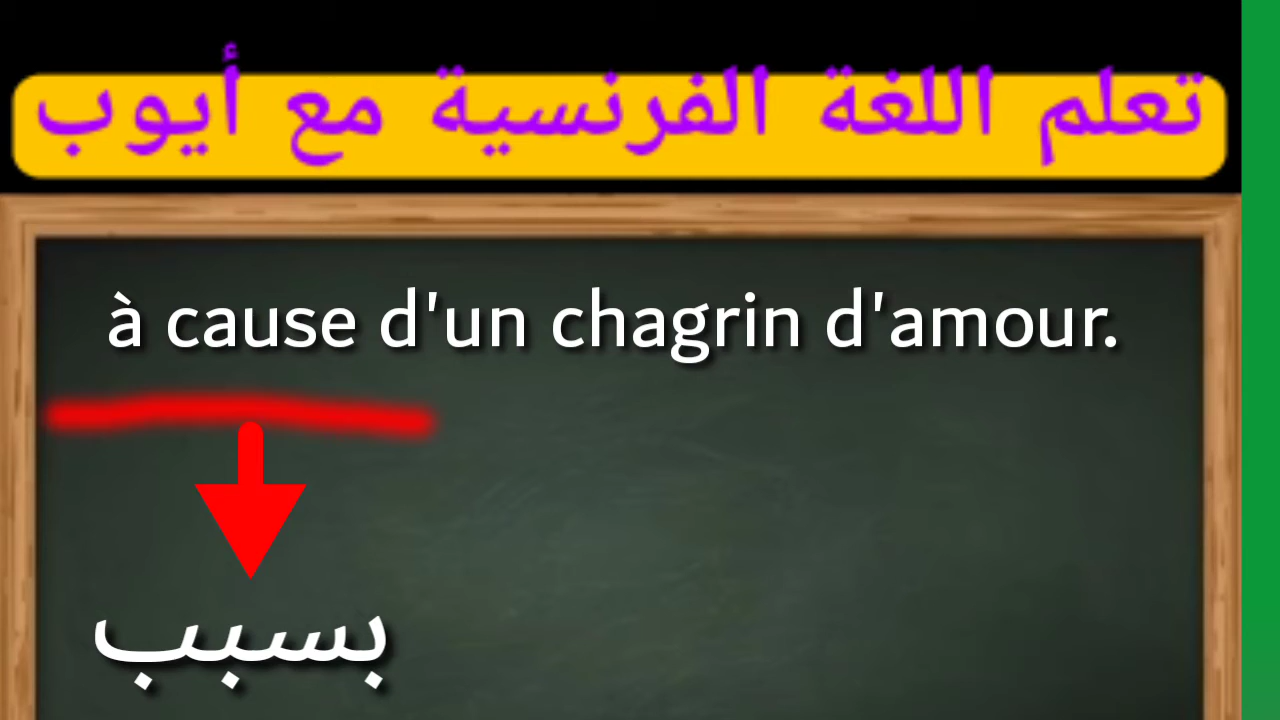 تعلم اللغة الفرنسية مع أيوب
à cause d'un chagrin d'amour.
بسبب